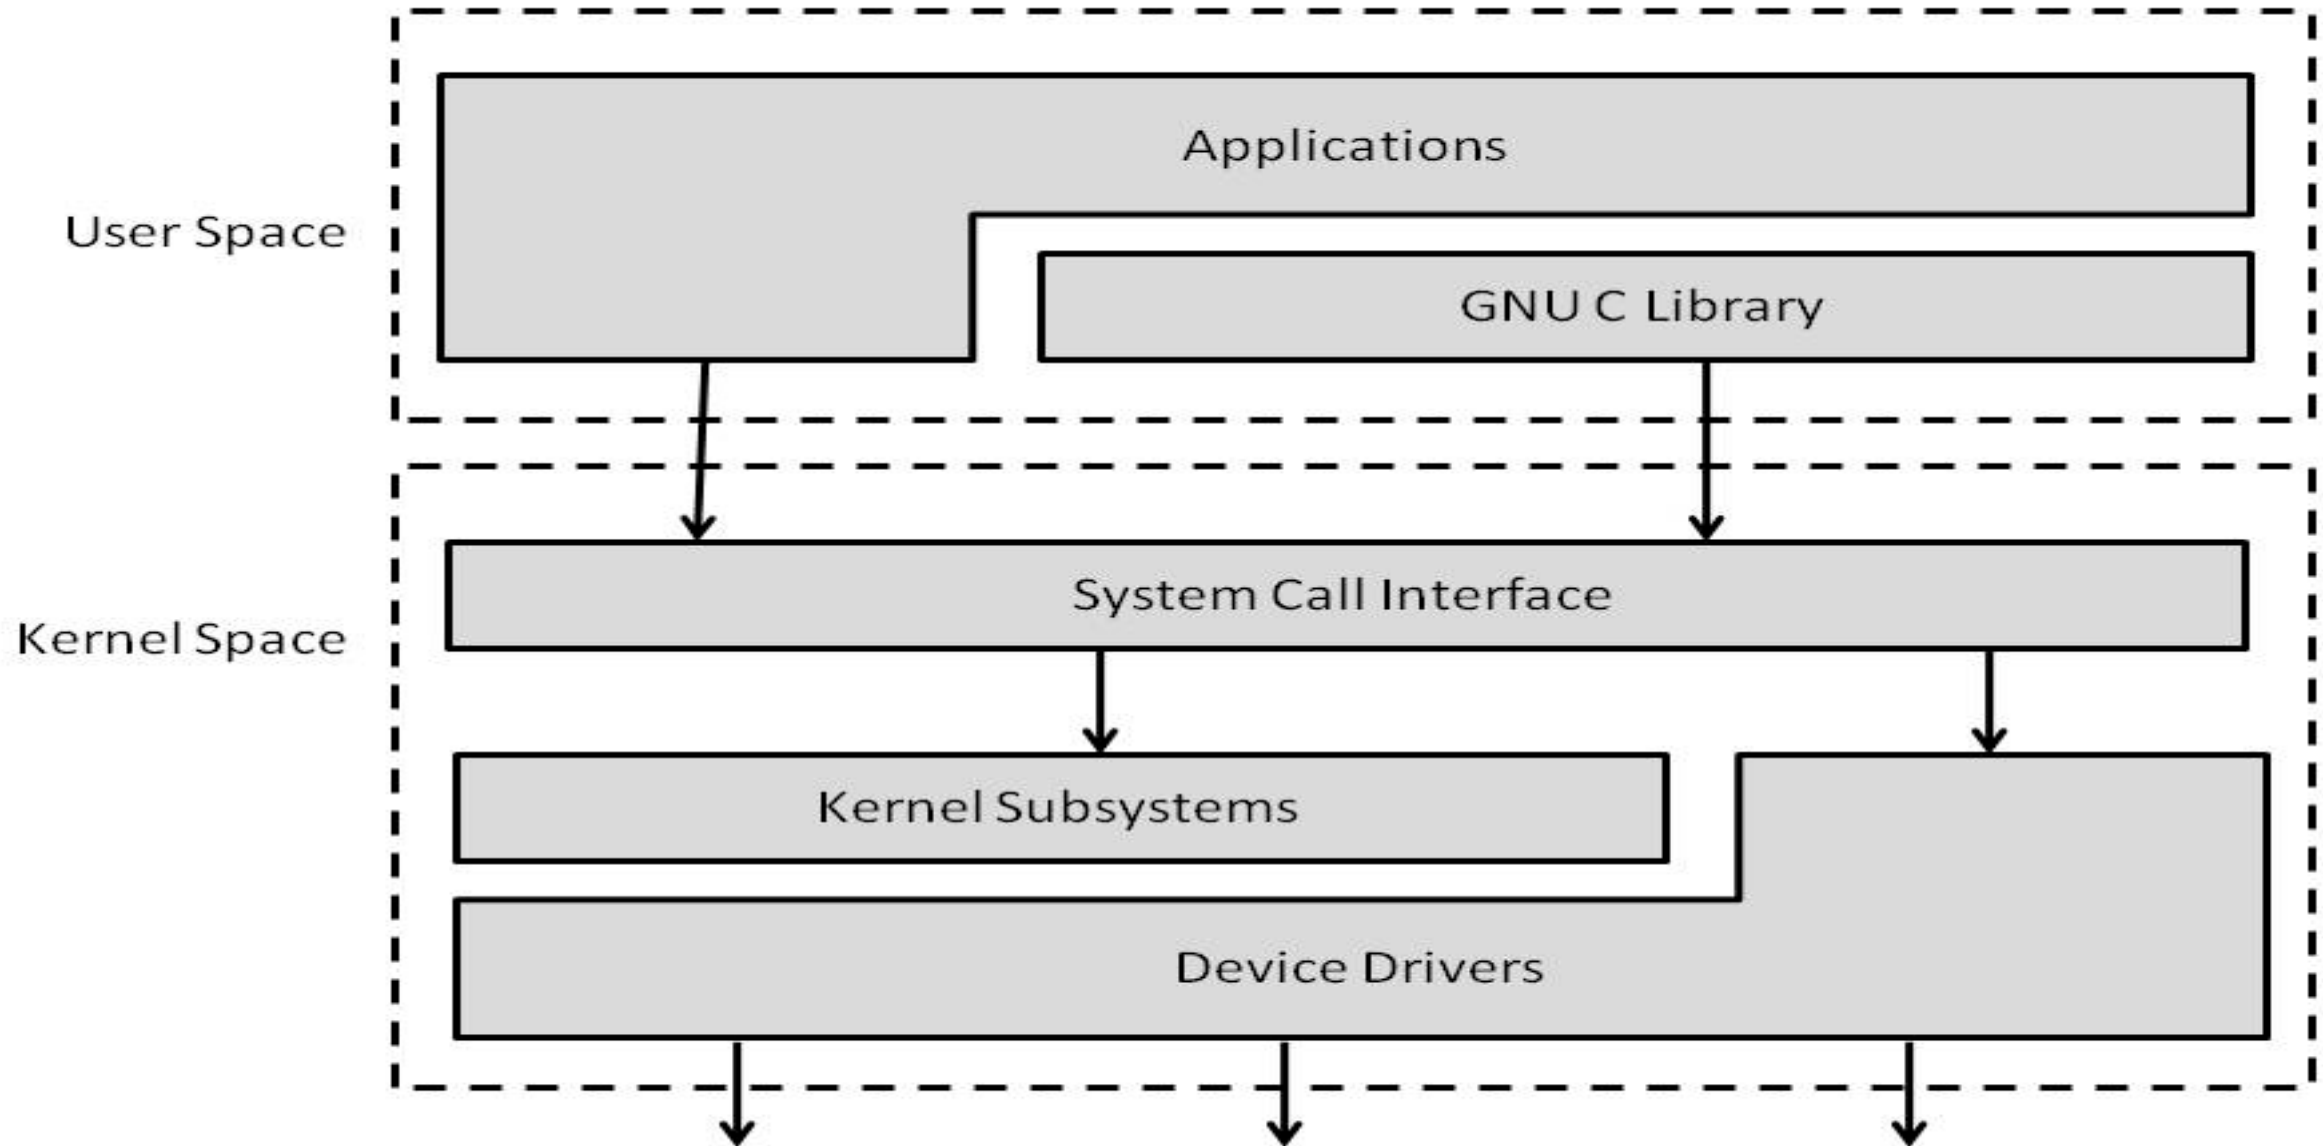 Applications
User Space
GNU C Library
System Call Interface
Kernel Space
Kernel Subsystems
Device Drivers